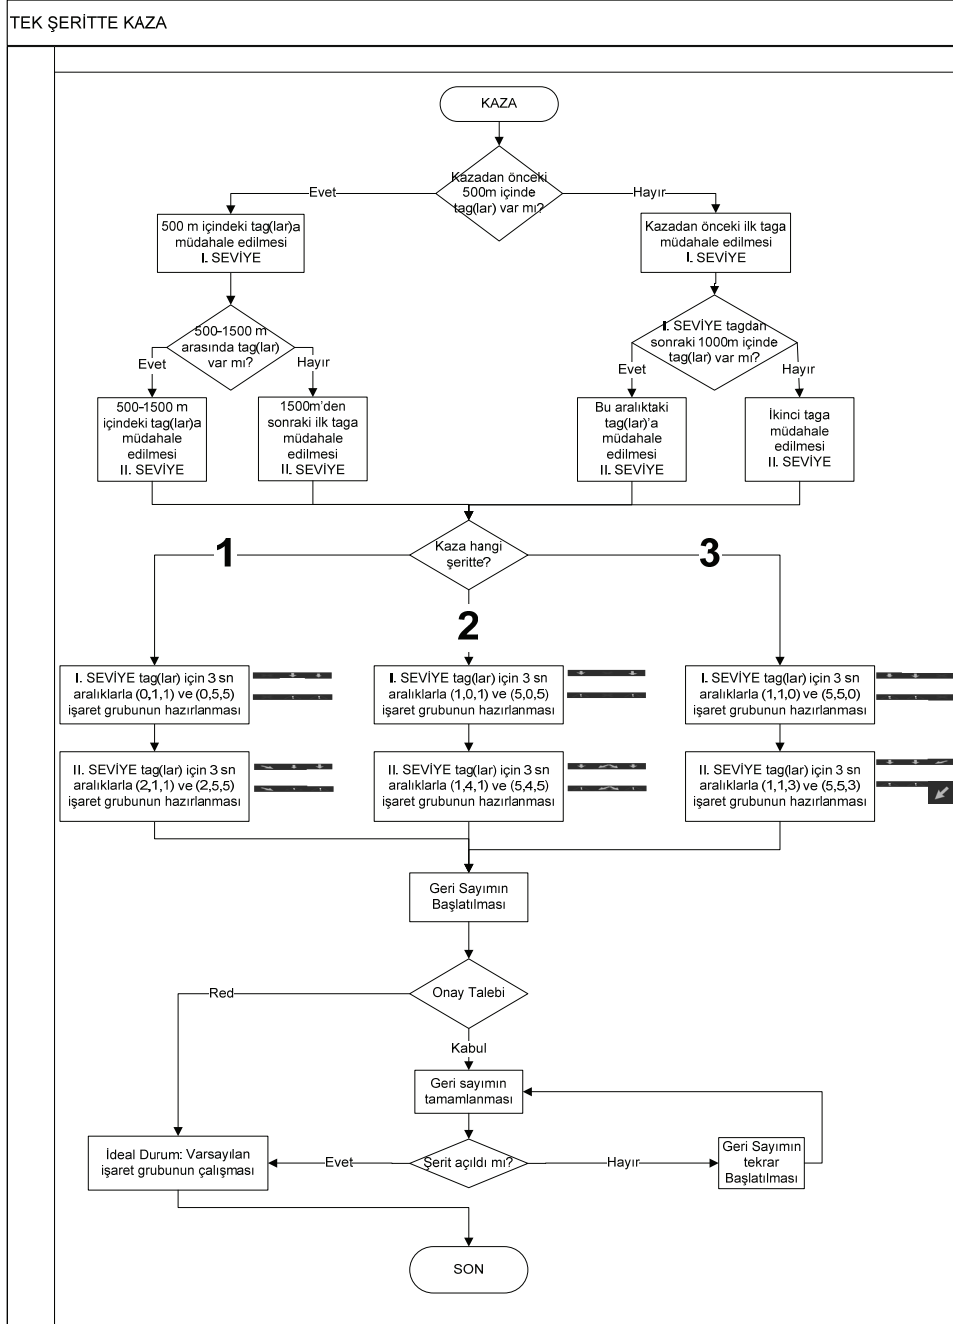 TEK ŞERİTTE KAZA
KAZA
Kazadan önceki
500m içinde
tag(lar) var mı?
Evet
Hayır
500 m içindeki tag(lar)a
müdahale edilmesi
I. SEVİYE
Kazadan önceki ilk taga
müdahale edilmesi
I. SEVİYE
500-1500 m
arasında tag(lar)
var mı?
Evet
Hayır
I. SEVİYE tagdan
sonraki 1000m içinde
tag(lar) var mı?
Evet
Hayır
500-1500 m
içindeki tag(lar)a
müdahale
edilmesi
II. SEVİYE
1500m'den
sonraki ilk taga
müdahale
edilmesi
II. SEVİYE
Bu aralıktaki
tag(lar)'a
müdahale
edilmesi
II. SEVİYE
İkinci taga
müdahale
edilmesi
II. SEVİYE
Kaza hangi
şeritte?
1
2
3
I. SEVİYE tag(lar) için 3 sn
aralıklarla (0,1,1) ve (0,5,5)
işaret grubunun hazırlanması
I. SEVİYE tag(lar) için 3 sn
aralıklarla (1,0,1) ve (5,0,5)
işaret grubunun hazırlanması
I. SEVİYE tag(lar) için 3 sn
aralıklarla (1,1,0) ve (5,5,0)
işaret grubunun hazırlanması
II. SEVİYE tag(lar) için 3 sn
aralıklarla (2,1,1) ve (2,5,5)
işaret grubunun hazırlanması
II. SEVİYE tag(lar) için 3 sn
aralıklarla (1,4,1) ve (5,4,5)
işaret grubunun hazırlanması
II. SEVİYE tag(lar) için 3 sn
aralıklarla (1,1,3) ve (5,5,3)
işaret grubunun hazırlanması
Geri Sayımın
Başlatılması
Onay Talebi
Red
Kabul
Geri sayımın
tamamlanması
İdeal Durum: Varsayılan
işaret grubunun çalışması
Evet
Şerit açıldı mı?
Hayır
Geri Sayımın
tekrar
Başlatılması
SON